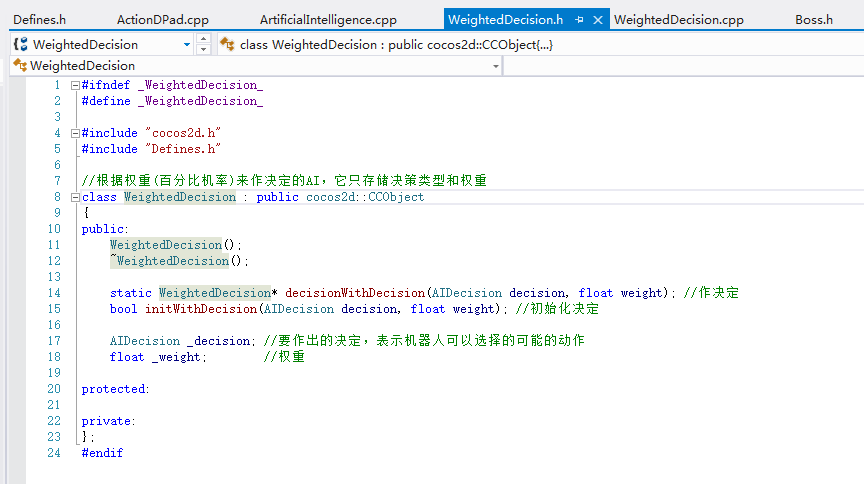 Defines.h ActionDPad.cpp ArtificialIntelligence.cpp WeightedDecision.h WeightedDecision.cpp Boss.h
WeightedDecision class WeightedDecision : public cocos2d::CCObject{...}
WeightedDecision
1 #ifndef _WeightedDecision_
2 #define _WeightedDecision_
3
4 #include "cocos2d.h"
5 #include "Defines.h"
6
7 //根据权重(百分比机率)来作决定的AI，它只存储决策类型和权重
8 class WeightedDecision : public cocos2d::CCObject
9 {
10 public:
11 WeightedDecision();
12 ~WeightedDecision();
13
14 static WeightedDecision* decisionWithDecision(AIDecision decision, float weight); //作决定
15 bool initWithDecision(AIDecision decision, float weight); //初始化决定
16
17 AIDecision _decision; //要作出的决定，表示机器人可以选择的可能的动作
18 float _weight; //权重
19
20 protected:
21
22 private:
23 };
24 #endif